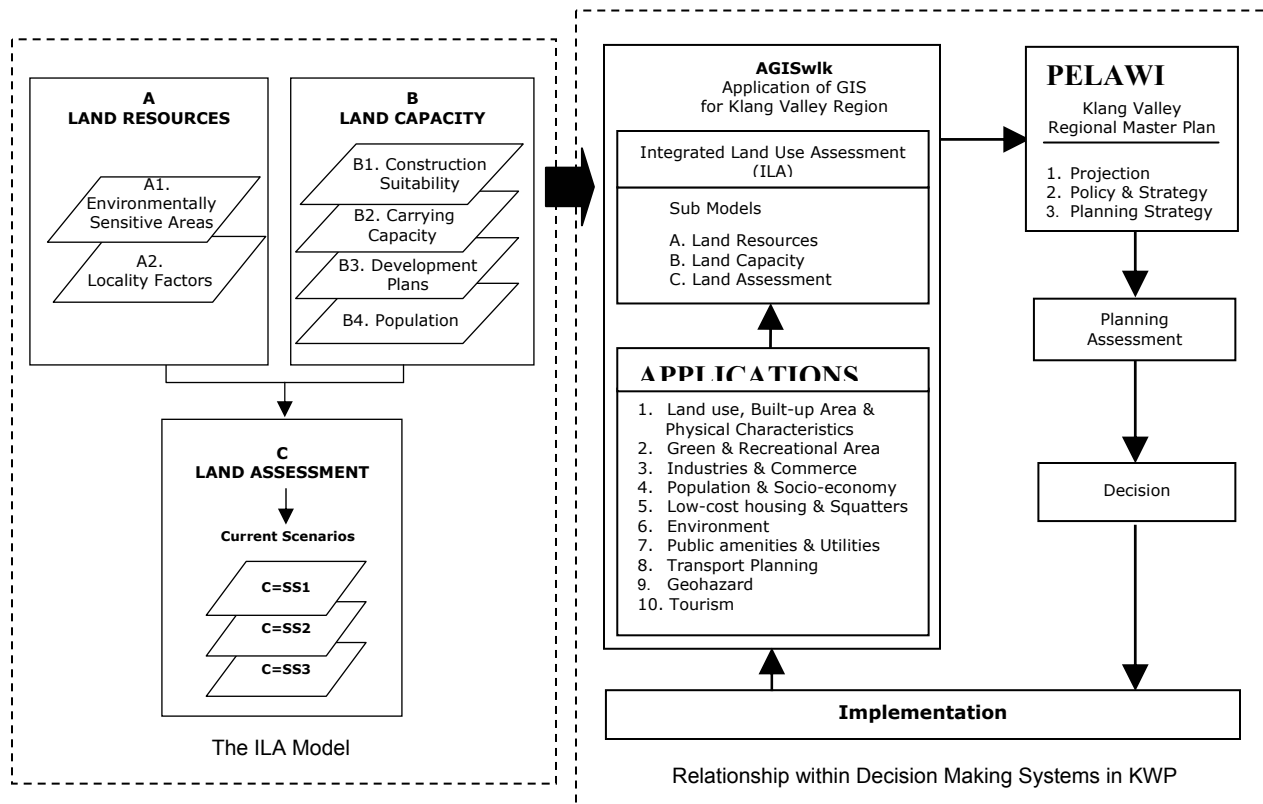 A
LAND RESOURCES
A1.
Environmentally
Sensitive Areas
A2.
Locality Factors
B
LAND CAPACITY
B1. Construction
Suitability
B2. Carrying
Capacity
B3. Development
Plans
B4. Population
C
LAND ASSESSMENT
Current Scenarios
C=SS1
C=SS2
C=SS3
The ILA Model
AGISwlk
Application of GIS
for Klang Valley Region
Integrated Land Use Assessment
(ILA)
Sub Models
A. Land Resources
B. Land Capacity
C. Land Assessment
APPLICATIONS
1. Land use, Built-up Area &
Physical Characteristics
2. Green & Recreational Area
3. Industries & Commerce
4. Population & Socio-economy
5. Low-cost housing & Squatters
6. Environment
7. Public amenities & Utilities
8. Transport Planning
9. Geohazard
10. Tourism
PELAWI
Klang Valley
Regional Master Plan
1. Projection
2. Policy & Strategy
3. Planning Strategy
Planning
Assessment
Decision
Implementation
Relationship within Decision Making Systems in KWP